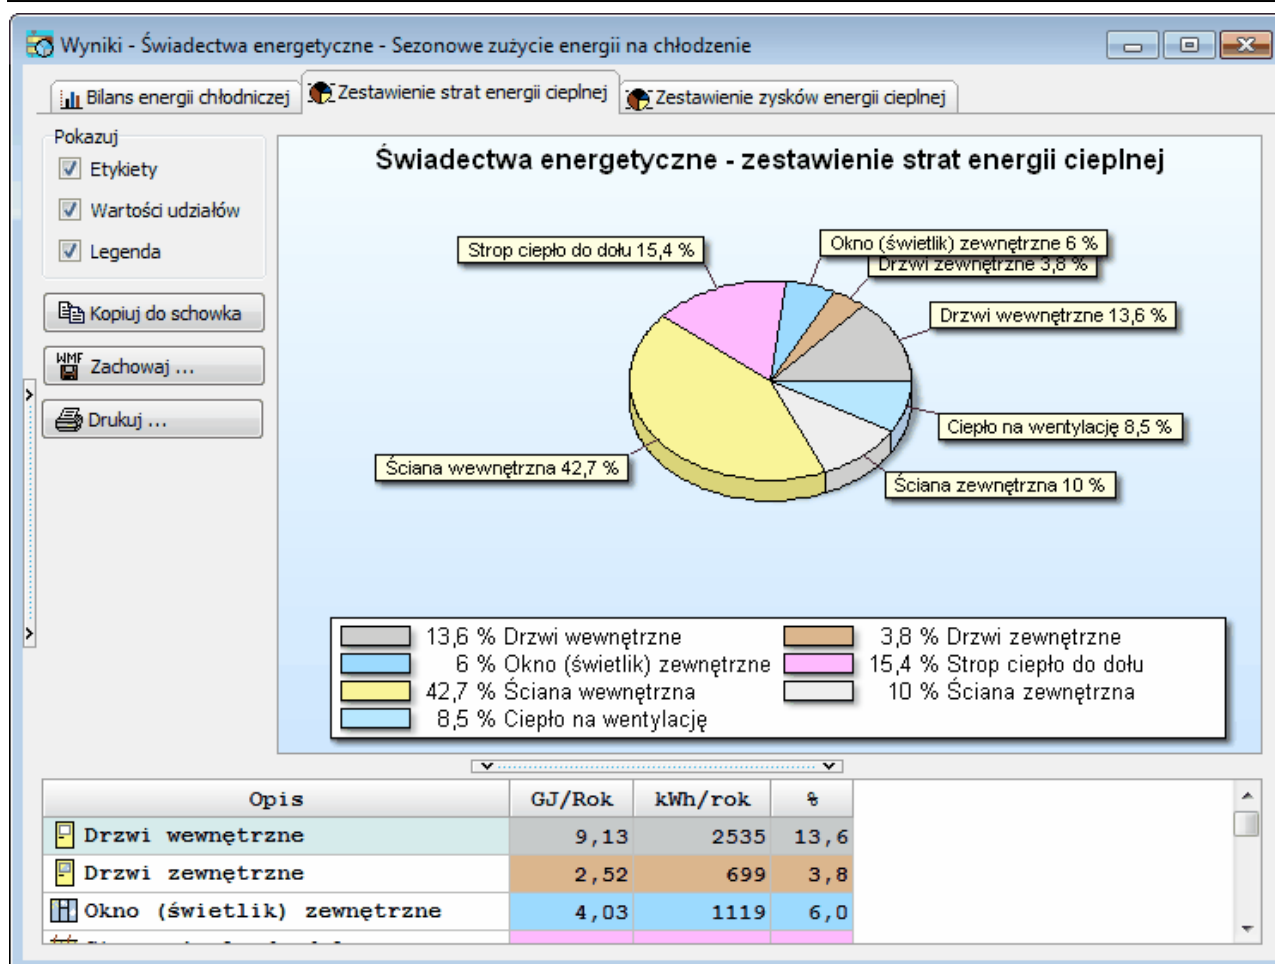 Wyniki - Świadectwa energetyczne - Sezonowe zużycie energii na chłodzenie
Bilans energii chłodniczej
Zestawienie strat energii cieplnej
Zestawienie zysków energii cieplnej
Pokazuj
Etykiety
Wartości udziałów
Legenda
Kopiuj do schowka
WMF
Zachowaj ...
Drukuj ...
Świadectwa energetyczne - zestawienie strat energii cieplnej
Strop ciepło do dołu 15,4 %
Okno (świetlik) zewnętrzne 6 %
Drzwi zewnętrzne 3,8 %
Drzwi wewnętrzne 13,6 %
Ciepło na wentylację 8,5 %
Ściana wewnętrzna 42,7 %
Ściana zewnętrzna 10 %
13,6 % Drzwi wewnętrzne 3,8 % Drzwi zewnętrzne
6 % Okno (świetlik) zewnętrzne 15,4 % Strop ciepło do dołu
42,7 % Ściana wewnętrzna 10 % Ściana zewnętrzna
8,5 % Ciepło na wentylację
Opis GJ/Rok kWh/rok %
Drzwi wewnętrzne 9,13 2535 13,6
Drzwi zewnętrzne 2,52 699 3,8
Okno (świetlik) zewnętrzne 4,03 1119 6,0